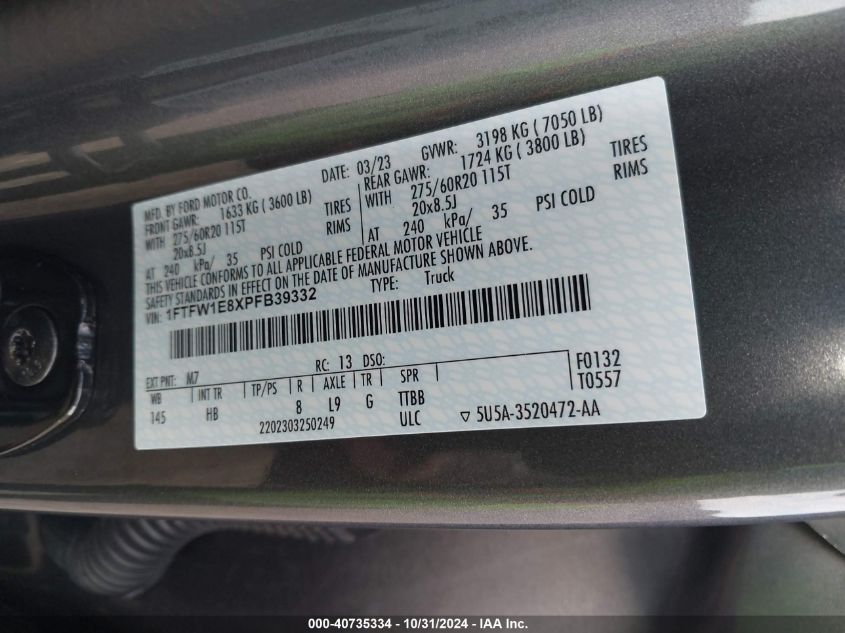 MFD. BY FORD MOTOR CO.
DATE: 03/23 GVWR: 3198 KG ( 7050 LB)
FRONT GAWR: 1633 KG ( 3600 LB) REAR GAWR: 1724 KG ( 3800 LB)
WITH 275/60R20 115T TIRES WITH 275/60R20 115T TIRES
20x8.5J RIMS 20x8.5J RIMS
AT 240 kPa/ 35 PSI COLD AT 240 kPa/ 35 PSI COLD
THIS VEHICLE CONFORMS TO ALL APPLICABLE FEDERAL MOTOR VEHICLE
SAFETY STANDARDS IN EFFECT ON THE DATE OF MANUFACTURE SHOWN ABOVE.
VIN: 1FTFW1E8XPFB39332 TYPE: Truck
EXT PNT: M7 RC: 13 DSO: F0132
WB INT TR TP/PS R AXLE TR SPR T0557
145 HB 8 L9 G TTBB
2202303250249 ULC ▽ 5U5A-3520472-AA
000-40735334 - 10/31/2024 - IAA Inc.